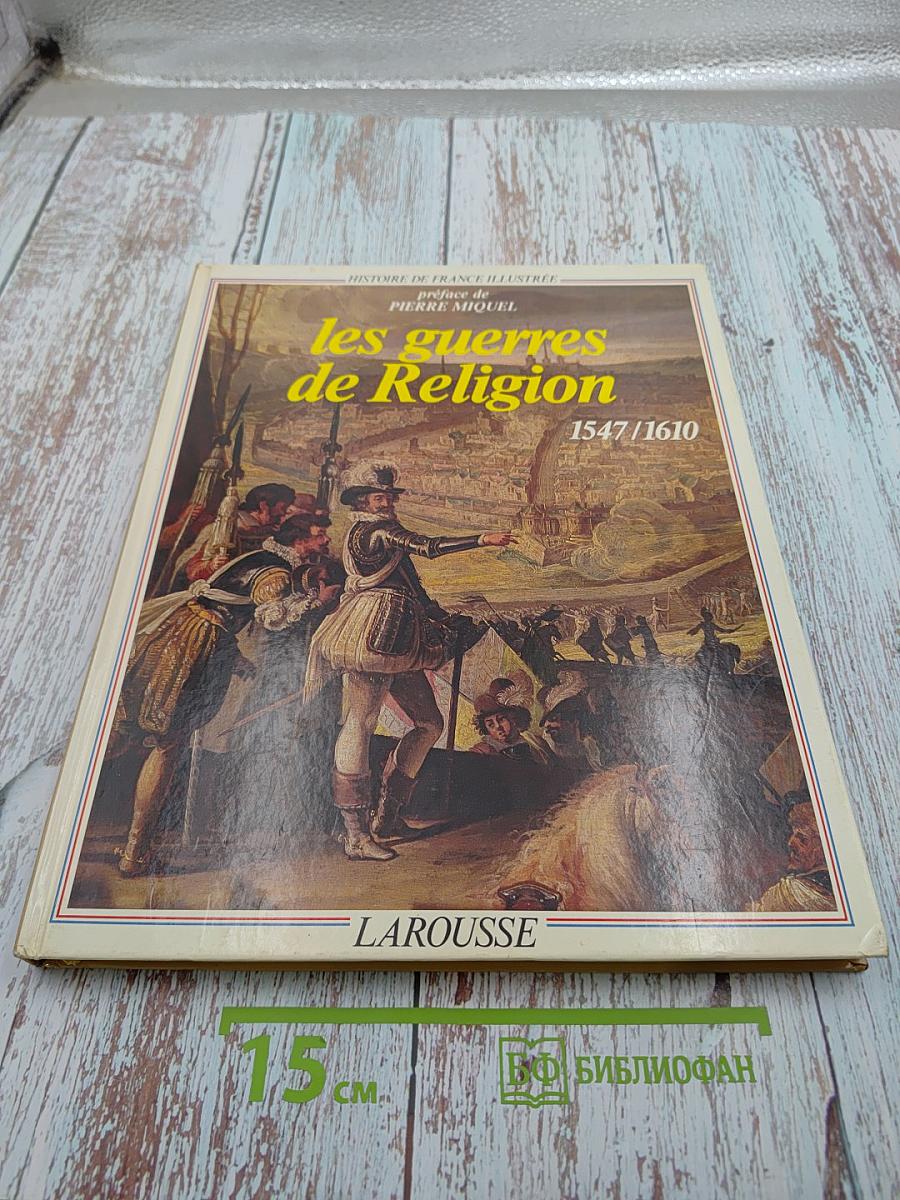 HISTOIRE DE FRANCE ILLUSTRÉE
préface de
PIERRE MIQUEL
les guerres
de Religion
1547/1610
LAROUSSE
15 см
БФ БИБЛИОФАН